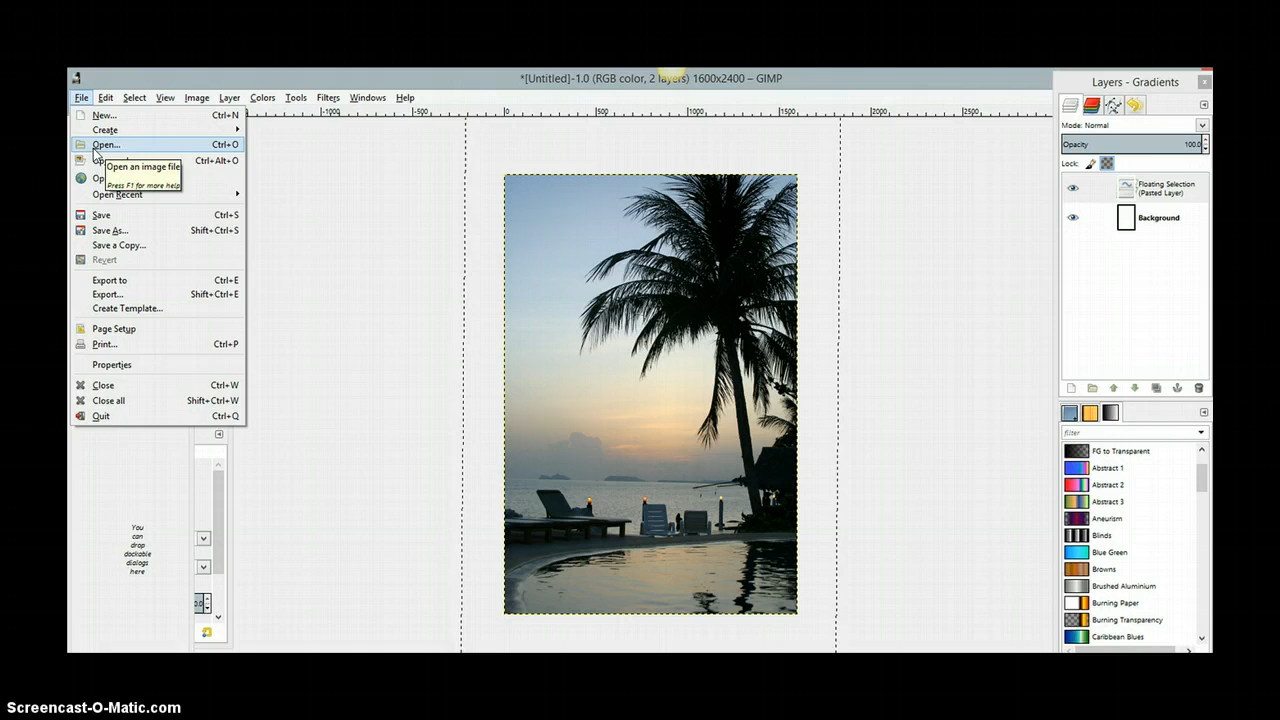 *[Untitled]-1.0 (RGB color, 2 layers) 1600x2400 – GIMP
File Edit Select View Image Layer Colors Tools Filters Windows Help
-1000 -500 0 500 1000 1500 2000 2500
New... Ctrl+N
Create
Open... Ctrl+O
Ctrl+Alt+O
Open an image file
Press F1 for more help
Open Recent
Save Ctrl+S
Save As... Shift+Ctrl+S
Save a Copy...
Revert
Export to Ctrl+E
Export... Shift+Ctrl+E
Create Template...
Page Setup
Print... Ctrl+P
Properties
Close Ctrl+W
Close all Shift+Ctrl+W
Quit Ctrl+Q
You
can
drop
dockable
dialogs
here
Layers - Gradients
Mode: Normal
Opacity 100.0
Lock:
Floating Selection
(Pasted Layer)
Background
filter
FG to Transparent
Abstract 1
Abstract 2
Abstract 3
Aneurism
Blinds
Blue Green
Browns
Brushed Aluminium
Burning Paper
Burning Transparency
Caribbean Blues
Screencast-O-Matic.com